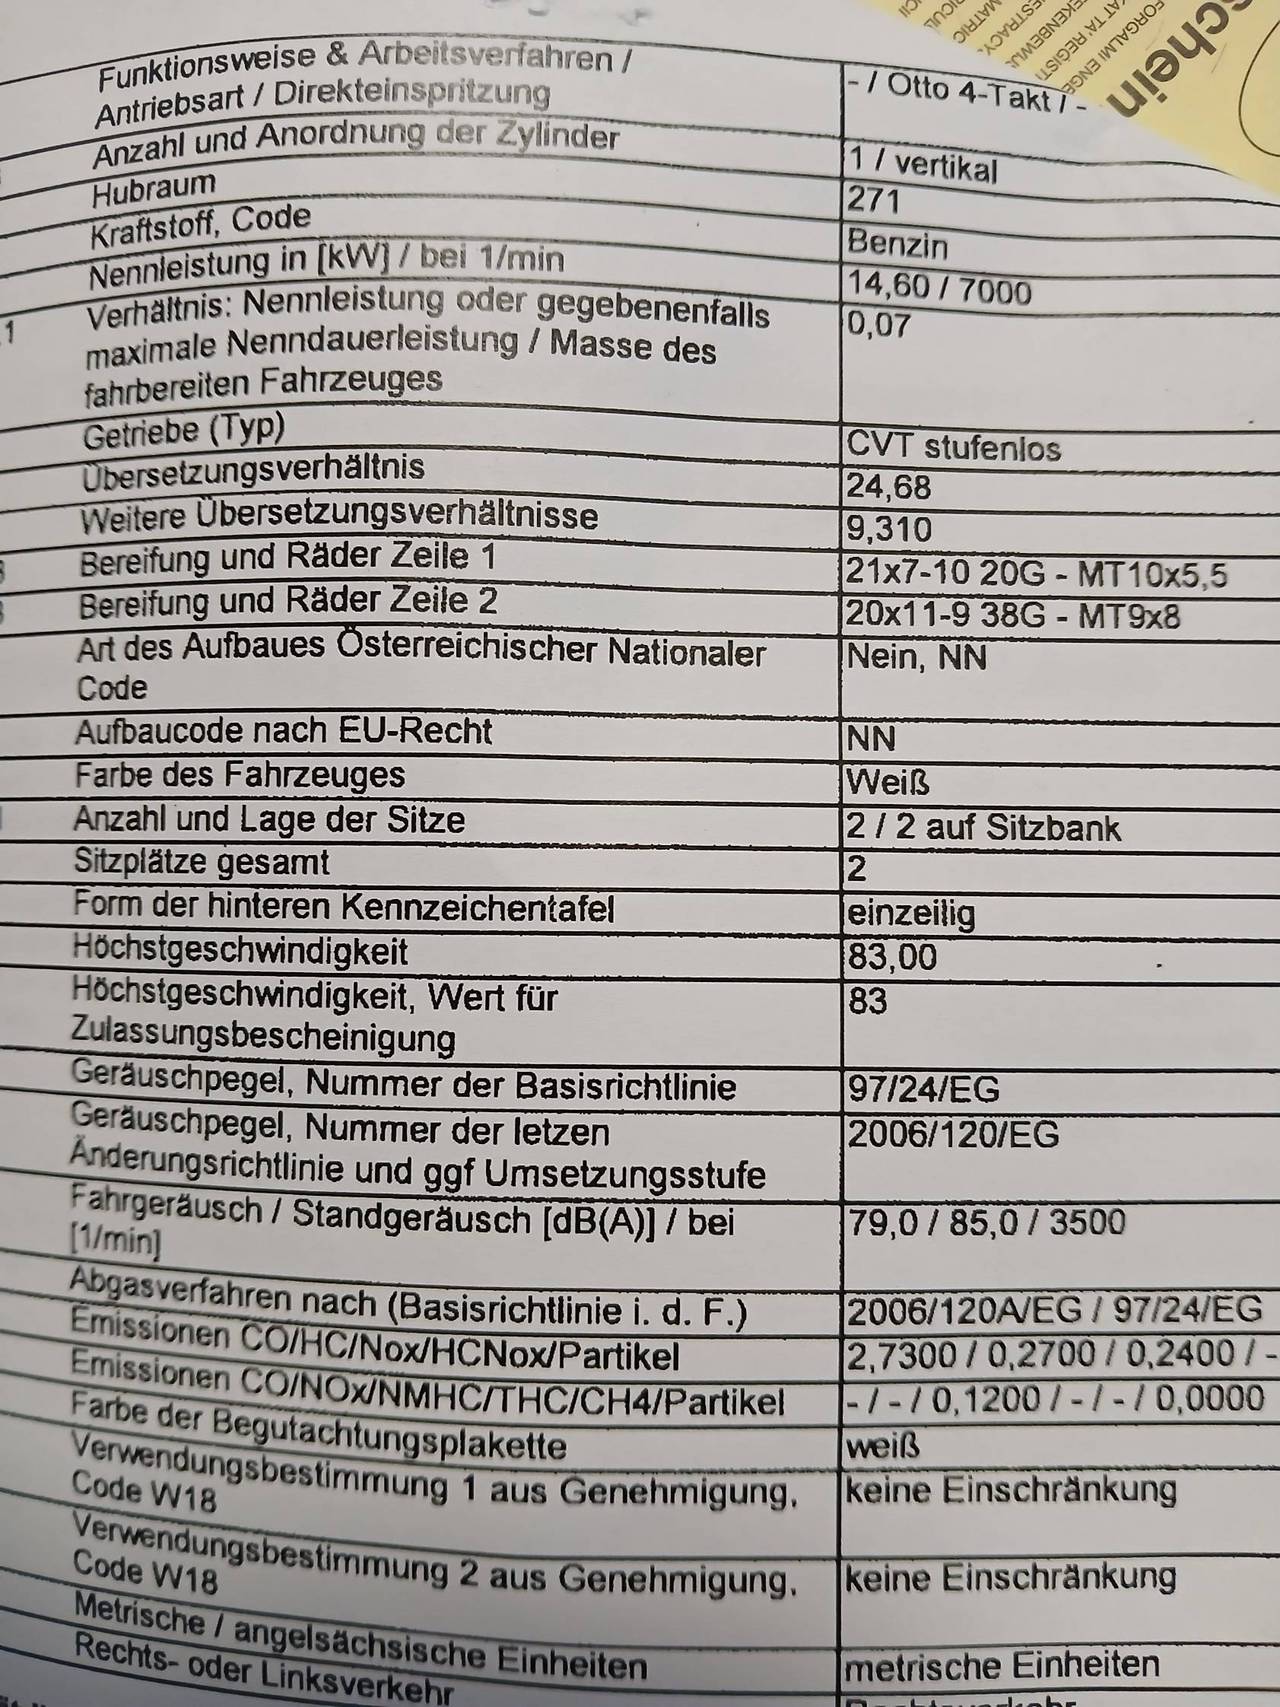 Funktionsweise & Arbeitsverfahren /
Antriebsart / Direkteinspritzung
- / Otto 4-Takt / -
Anzahl und Anordnung der Zylinder
1 / vertikal
Hubraum
271
Kraftstoff, Code
Benzin
Nennleistung in [kW] / bei 1/min
14,60 / 7000
1
Verhältnis: Nennleistung oder gegebenenfalls
0,07
maximale Nenndauerleistung / Masse des
fahrbereiten Fahrzeuges
Getriebe (Typ)
CVT stufenlos
Übersetzungsverhältnis
24,68
Weitere Übersetzungsverhältnisse
9,310
Bereifung und Räder Zeile 1
21x7-10 20G - MT10x5,5
Bereifung und Räder Zeile 2
20x11-9 38G - MT9x8
Art des Aufbaues Österreichischer Nationaler
Code
Nein, NN
Aufbaucode nach EU-Recht
NN
Farbe des Fahrzeuges
Weiß
Anzahl und Lage der Sitze
2 / 2 auf Sitzbank
Sitzplätze gesamt
2
Form der hinteren Kennzeichentafel
einzeilig
Höchstgeschwindigkeit
83,00
Höchstgeschwindigkeit, Wert für
Zulassungsbescheinigung
83
Geräuschpegel, Nummer der Basisrichtlinie
97/24/EG
Geräuschpegel, Nummer der letzen
Änderungsrichtlinie und ggf Umsetzungsstufe
2006/120/EG
Fahrgeräusch / Standgeräusch [dB(A)] / bei
[1/min]
79,0 / 85,0 / 3500
Abgasverfahren nach (Basisrichtlinie i. d. F.)
2006/120A/EG / 97/24/EG
Emissionen CO/HC/Nox/HCNox/Partikel
2,7300 / 0,2700 / 0,2400 / -
Emissionen CO/NOx/NMHC/THC/CH4/Partikel
- / - / 0,1200 / - / - / 0,0000
Farbe der Begutachtungsplakette
weiß
Verwendungsbestimmung 1 aus Genehmigung,
Code W18
keine Einschränkung
Verwendungsbestimmung 2 aus Genehmigung,
Code W18
keine Einschränkung
Metrische / angelsächsische Einheiten
metrische Einheiten
Rechts- oder Linksverkehr
schein
FORGALMI ENGE